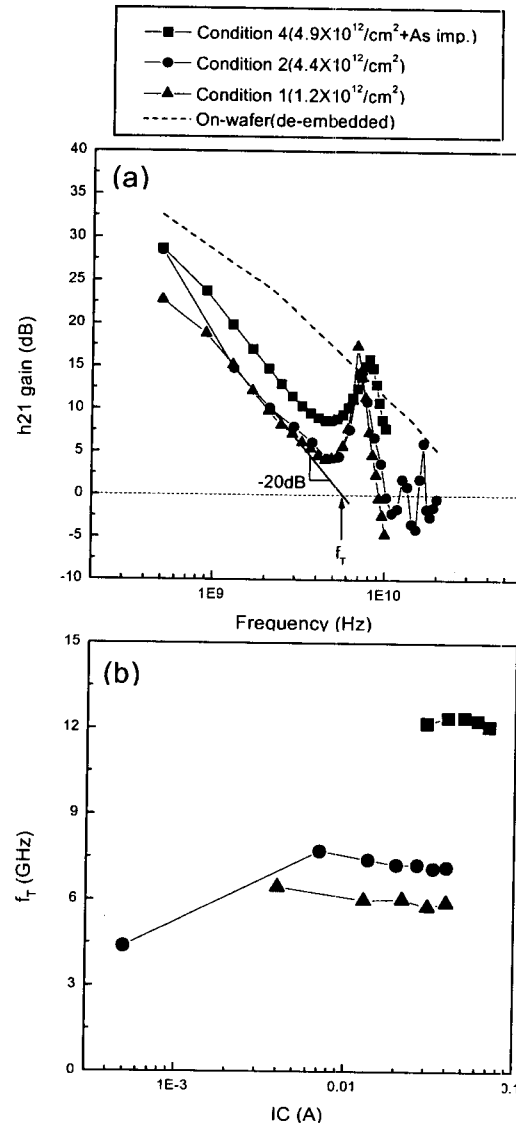 Condition 4(4.9X10¹²/cm²+As imp.)
Condition 2(4.4X10¹²/cm²)
Condition 1(1.2X10¹²/cm²)
On-wafer(de-embedded)
(a)
h21 gain (dB)
40
35
30
25
20
15
10
5
0
-5
-10
-20dB
f_T
1E9
1E10
Frequency (Hz)
(b)
f_T (GHz)
15
12
9
6
3
0
1E-3
0.01
0.1
IC (A)